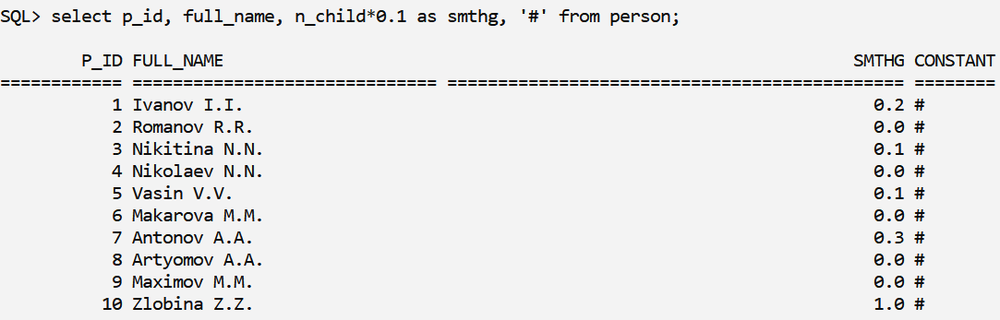 SQL> select p_id, full_name, n_child*0.1 as smthg, '#' from person;
P_ID FULL_NAME SMTHG CONSTANT
============ ============================== ============================================= ========
1 Ivanov I.I. 0.2 #
2 Romanov R.R. 0.0 #
3 Nikitina N.N. 0.1 #
4 Nikolaev N.N. 0.0 #
5 Vasin V.V. 0.1 #
6 Makarova M.M. 0.0 #
7 Antonov A.A. 0.3 #
8 Artyomov A.A. 0.0 #
9 Maximov M.M. 0.0 #
10 Zlobina Z.Z. 1.0 #